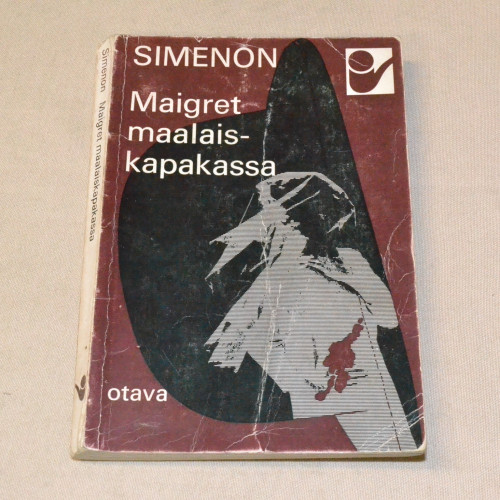 SIMENON
Maigret
maalais-
kapakassa
otava
Simenon Maigret maalaiskapakassa